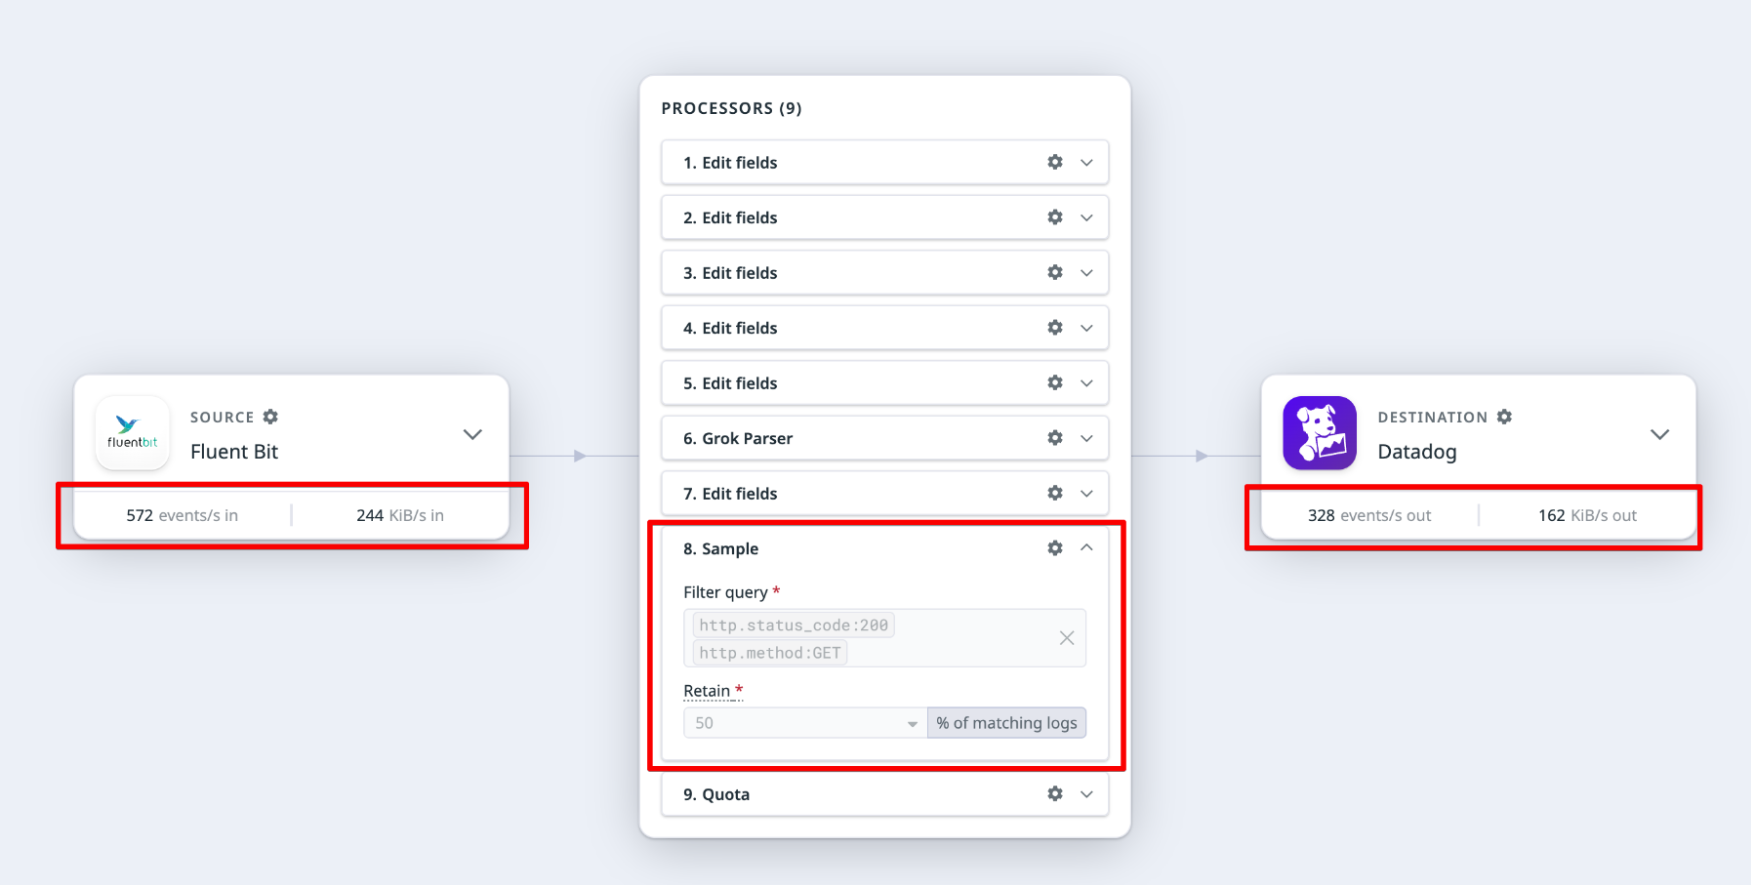 PROCESSORS (9)
1. Edit fields
2. Edit fields
3. Edit fields
4. Edit fields
5. Edit fields
6. Grok Parser
7. Edit fields
8. Sample
Filter query *
http.status_code:200
http.method:GET
Retain *
50 % of matching logs
9. Quota
fluentbit
SOURCE
Fluent Bit
572 events/s in 244 KiB/s in
DESTINATION
Datadog
328 events/s out 162 KiB/s out